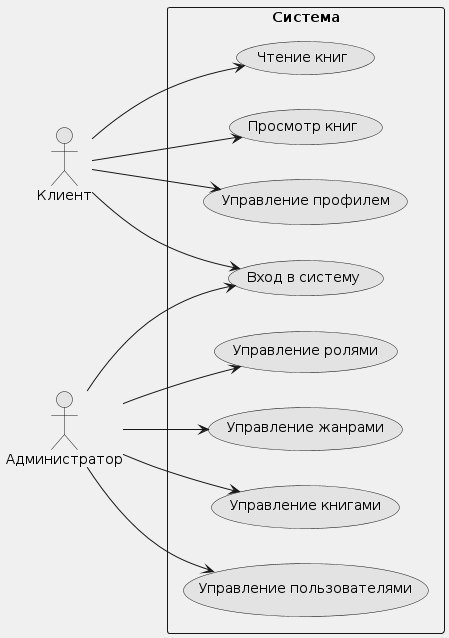 Система
Чтение книг
Просмотр книг
Клиент
Управление профилем
Вход в систему
Управление ролями
Управление жанрами
Администратор
Управление книгами
Управление пользователями